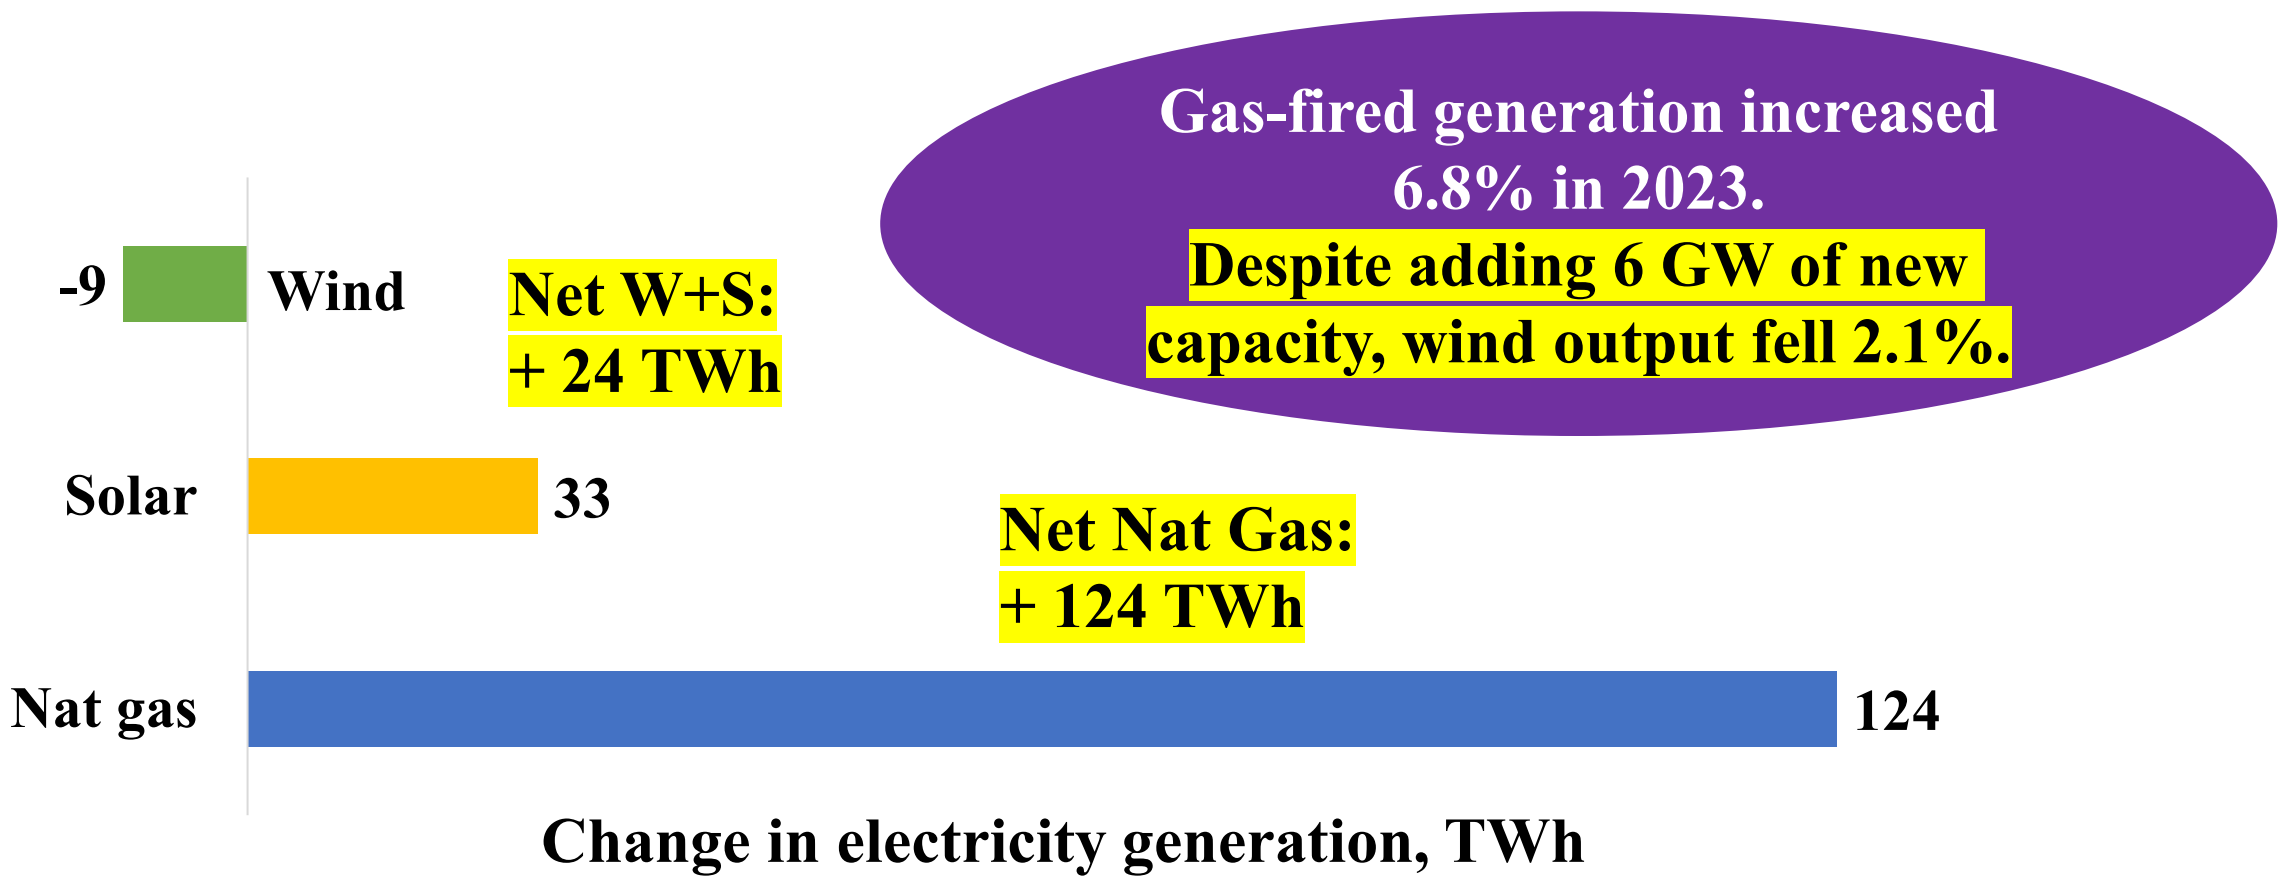 Gas-fired generation increased
6.8% in 2023.
Despite adding 6 GW of new
capacity, wind output fell 2.1%.
-9
Wind
Net W+S:
+ 24 TWh
Solar
33
Net Nat Gas:
+ 124 TWh
Nat gas
124
Change in electricity generation, TWh